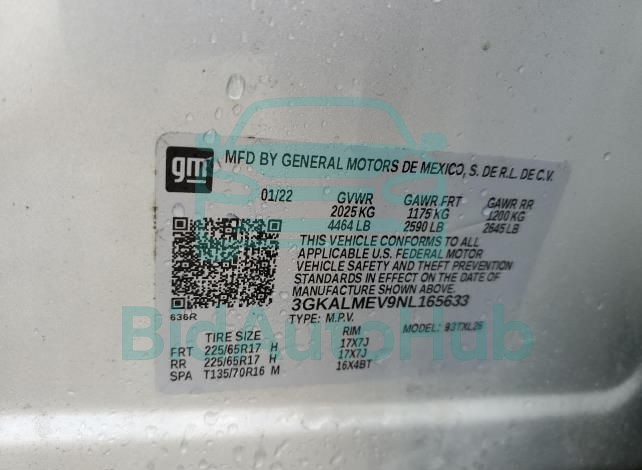 gm
MFD BY GENERAL MOTORS DE MEXICO, S. DE R.L. DE C.V.
01/22 GVWR GAWR FRT GAWR RR
2025 KG 1175 KG 1200 KG
4464 LB 2590 LB 2645 LB
THIS VEHICLE CONFORMS TO ALL
APPLICABLE U.S. FEDERAL MOTOR
VEHICLE SAFETY AND THEFT PREVENTION
STANDARDS IN EFFECT ON THE DATE OF
MANUFACTURE SHOWN ABOVE.
3GKALMEV9NL165633
636R
TYPE: M.P.V. MODEL: 93TXL26
BidAutoHub
TIRE SIZE RIM
FRT 225/65R17 H 17X7J
RR 225/65R17 H 17X7J
SPA T135/70R16 M 16X4BT